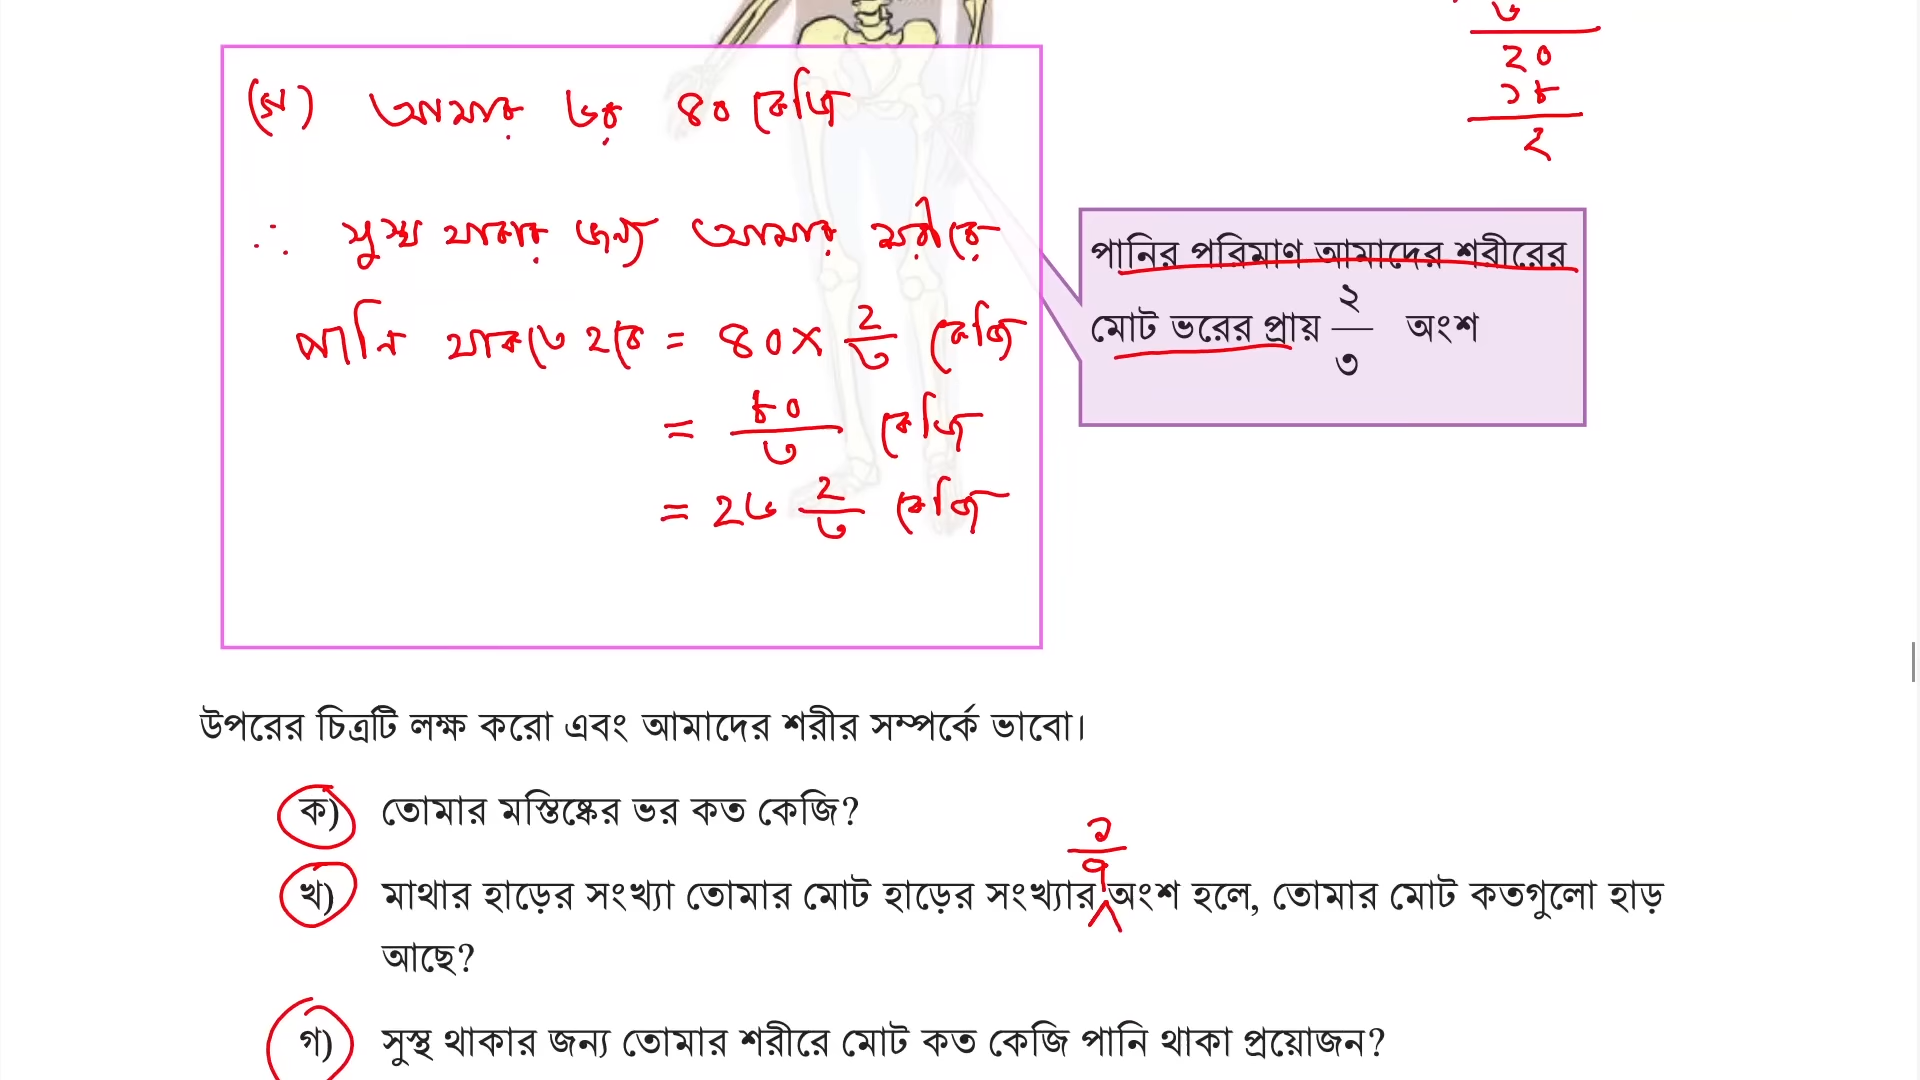 (গ) আমার ভর ৪০ কেজি
∴ সুস্থ থাকার জন্য আমার শরীরে
পানি থাকতে হবে = ৪০ × ২/৩ কেজি
= ৮০/৩ কেজি
= ২৬ ২/৩ কেজি
২০
১৮
২
পানির পরিমাণ আমাদের শরীরের
মোট ভরের প্রায় ২/৩ অংশ
উপরের চিত্রটি লক্ষ করো এবং আমাদের শরীর সম্পর্কে ভাবো।
ক) তোমার মস্তিষ্কের ভর কত কেজি?
খ) মাথার হাড়ের সংখ্যা তোমার মোট হাড়ের সংখ্যার ১/৭ অংশ হলে, তোমার মোট কতগুলো হাড়
আছে?
গ) সুস্থ থাকার জন্য তোমার শরীরে মোট কত কেজি পানি থাকা প্রয়োজন?